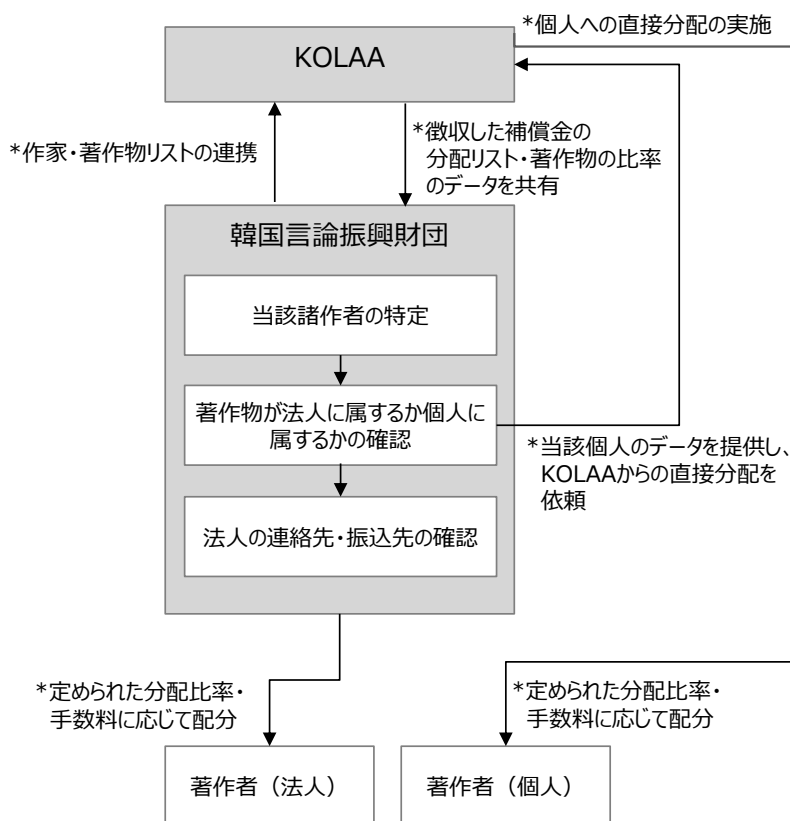 *個人への直接分配の実施
KOLAA
*作家・著作物リストの連携
*徴収した補償金の
分配リスト・著作物の比率
のデータを共有
韓国言論振興財団
当該諸作者の特定
著作物が法人に属するか個人に
属するかの確認
*当該個人のデータを提供し、
KOLAAからの直接分配を
依頼
法人の連絡先・振込先の確認
*定められた分配比率・
手数料に応じて配分
*定められた分配比率・
手数料に応じて配分
著作者（法人）
著作者（個人）